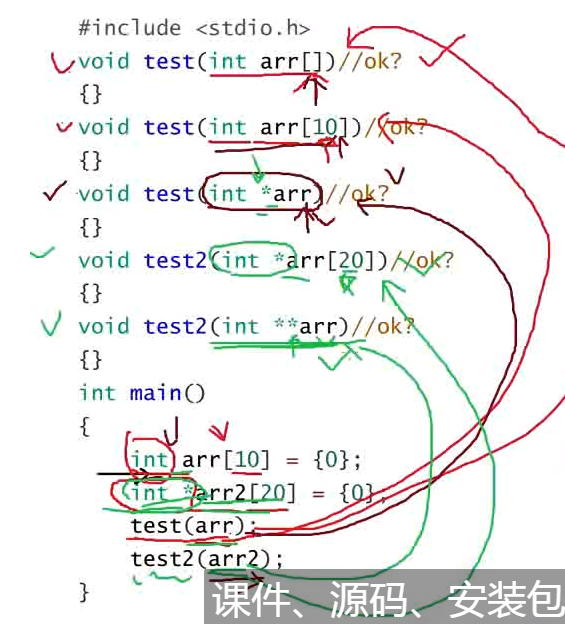 #include <stdio.h>
void test(int arr[])//ok?
{}
void test(int arr[10])//ok?
{}
void test(int *arr)//ok?
{}
void test2(int *arr[20])//ok?
{}
void test2(int **arr)//ok?
{}
int main()
{
int arr[10] = {0};
int *arr2[20] = {0};
test(arr);
test2(arr2);
}
课件、源码、安装包